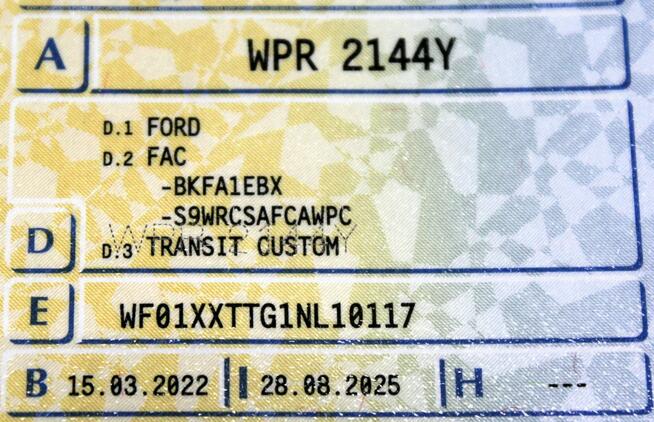 A WPR 2144Y
D.1 FORD
D.2 FAC
-BKFA1EBX
-S9WRCSAFCAWPC
D D.3 TRANSIT CUSTOM
E WF01XXTTG1NL10117
B 15.03.2022 I 28.08.2025 H ---